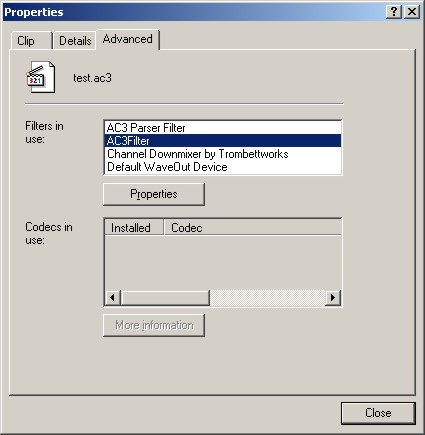 Properties
Clip Details Advanced
321
test.ac3
Filters in
use:
AC3 Parser Filter
AC3Filter
Channel Downmixer by Trombettworks
Default WaveOut Device
Properties
Codecs in
use:
Installed Codec
More information
Close